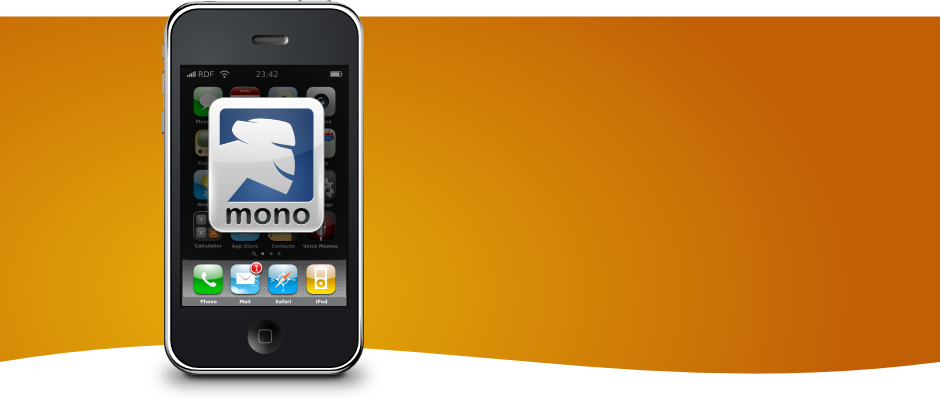 RDF 23:42
mono
Calculator App Store Contacts Voice Memos
1
Phone Mail Safari iPod